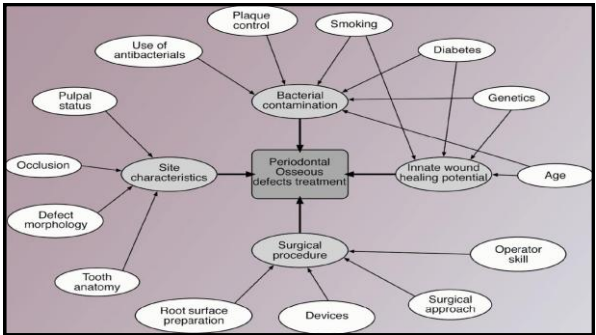 Plaque
control
Smoking
Use of
antibacterials
Diabetes
Bacterial
contamination
Genetics
Pulpal
status
Occlusion
Site
characteristics
Periodontal
Osseous
defects treatment
Innate wound
healing potential
Age
Defect
morphology
Tooth
anatomy
Surgical
procedure
Operator
skill
Root surface
preparation
Devices
Surgical
approach